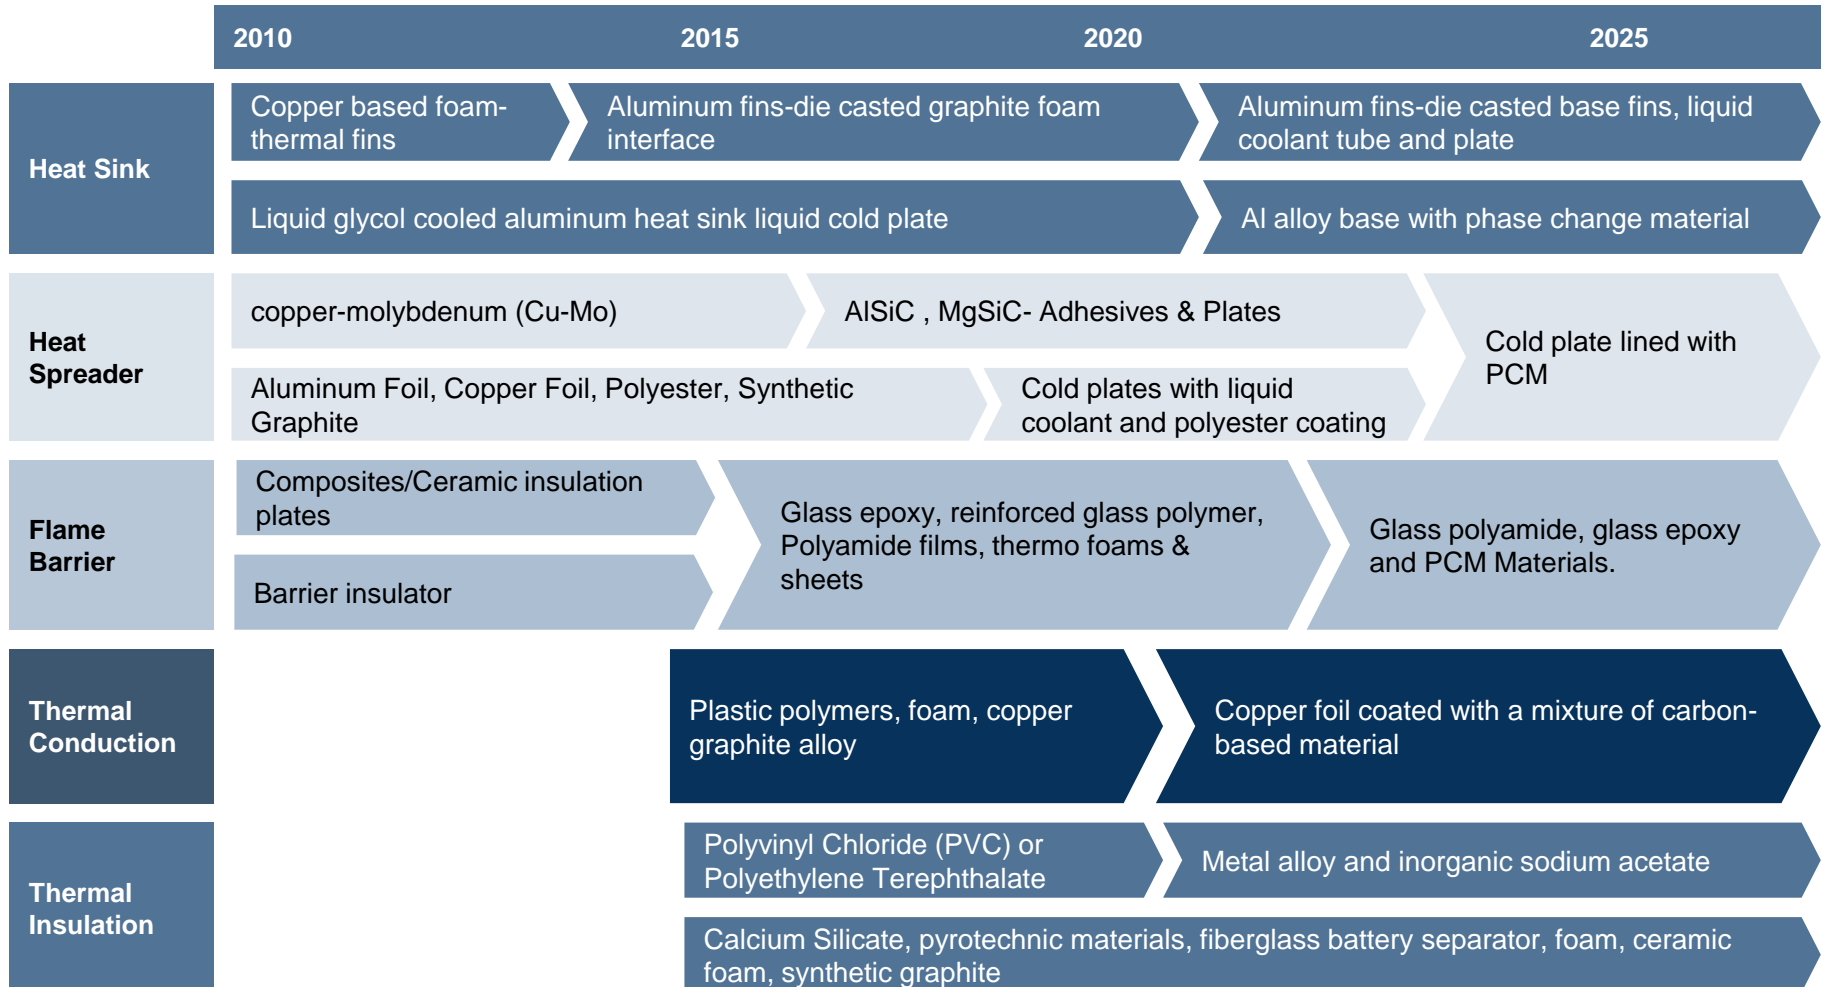 2010 2015 2020 2025
Heat Sink
Copper based foam-
thermal fins
Aluminum fins-die casted graphite foam
interface
Aluminum fins-die casted base fins, liquid
coolant tube and plate
Liquid glycol cooled aluminum heat sink liquid cold plate
Al alloy base with phase change material
Heat
Spreader
copper-molybdenum (Cu-Mo)
AlSiC , MgSiC- Adhesives & Plates
Cold plate lined with
PCM
Aluminum Foil, Copper Foil, Polyester, Synthetic
Graphite
Cold plates with liquid
coolant and polyester coating
Flame
Barrier
Composites/Ceramic insulation
plates
Barrier insulator
Glass epoxy, reinforced glass polymer,
Polyamide films, thermo foams &
sheets
Glass polyamide, glass epoxy
and PCM Materials.
Thermal
Conduction
Plastic polymers, foam, copper
graphite alloy
Copper foil coated with a mixture of carbon-
based material
Thermal
Insulation
Polyvinyl Chloride (PVC) or
Polyethylene Terephthalate
Metal alloy and inorganic sodium acetate
Calcium Silicate, pyrotechnic materials, fiberglass battery separator, foam, ceramic
foam, synthetic graphite